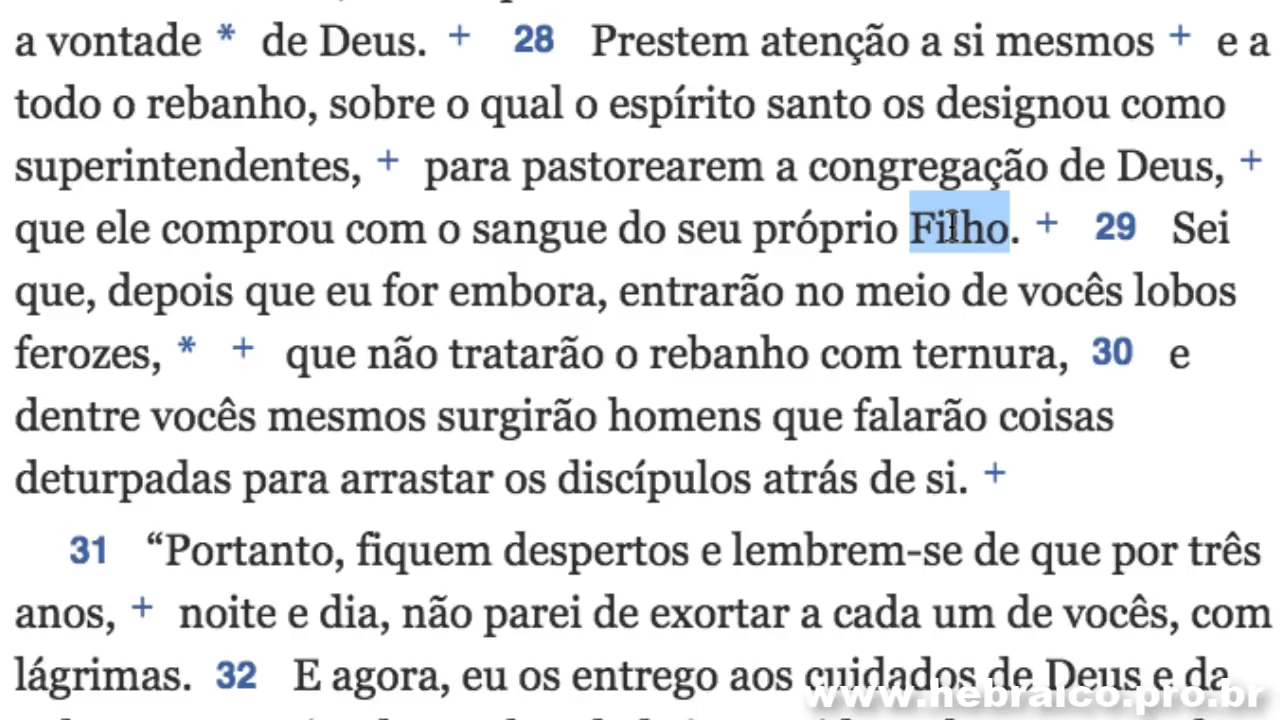 a vontade * de Deus. + 28 Prestem atenção a si mesmos + e a
todo o rebanho, sobre o qual o espírito santo os designou como
superintendentes, + para pastorearem a congregação de Deus, +
que ele comprou com o sangue do seu próprio Filho. + 29 Sei
que, depois que eu for embora, entrarão no meio de vocês lobos
ferozes, * + que não tratarão o rebanho com ternura, 30 e
dentre vocês mesmos surgirão homens que falarão coisas
deturpadas para arrastar os discípulos atrás de si. +
31 “Portanto, fiquem despertos e lembrem-se de que por três
anos, + noite e dia, não parei de exortar a cada um de vocês, com
lágrimas. 32 E agora, eu os entrego aos cuidados de Deus e da
www.hebraico.pro.br